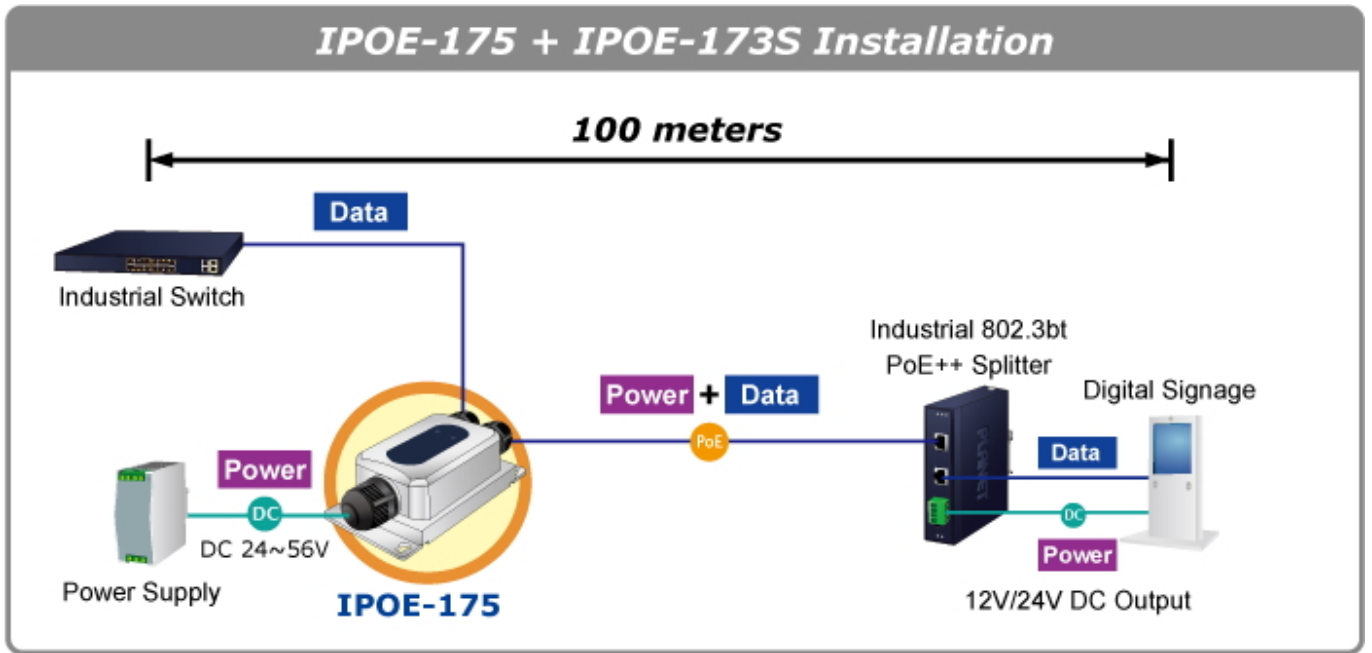 IPOE-175 + IPOE-173S Installation
100 meters
Data
Industrial Switch
Industrial 802.3bt
PoE++ Splitter
Power + Data
PoE
Digital Signage
PLANET
Data
Power
DC
DC 24~56V
DC
Power
Power Supply
IPOE-175
12V/24V DC Output